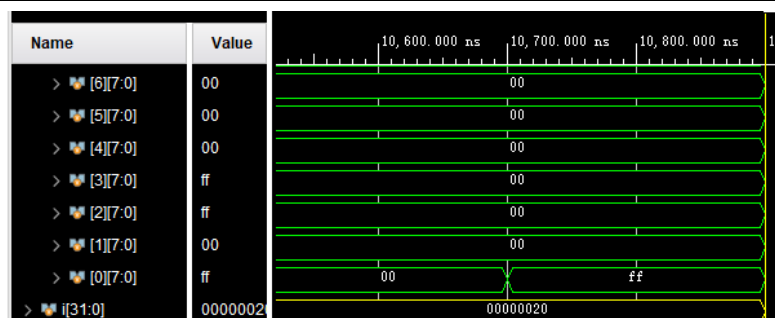 Name Value 10,600.000 ns 10,700.000 ns 10,800.000 ns 1
> [6][7:0] 00 00
> [5][7:0] 00 00
> [4][7:0] 00 00
> [3][7:0] ff 00
> [2][7:0] ff 00
> [1][7:0] 00 00
> [0][7:0] ff 00 ff
> i[31:0] 00000020 00000020